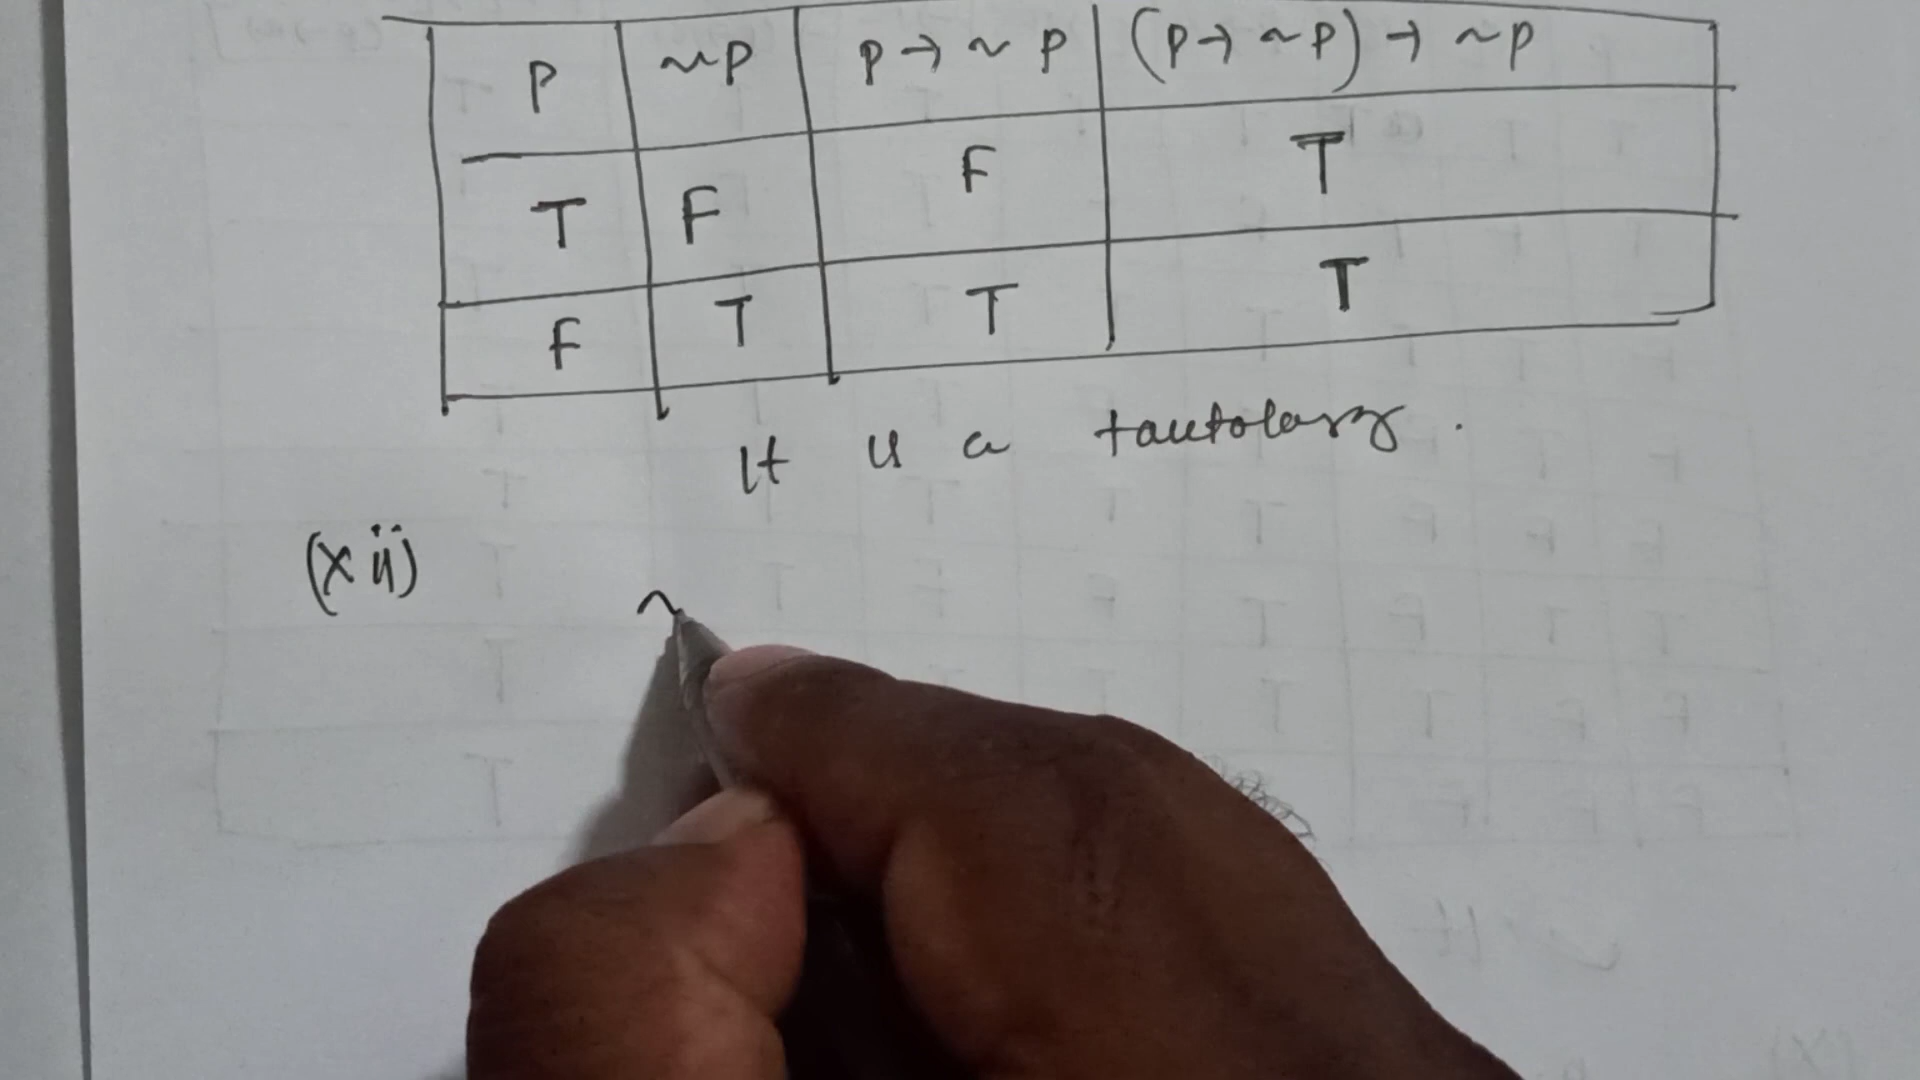 P ~P P → ~ P (P → ~P) → ~P
T F F T
F T T T
It is a tautology.
(xii) ~